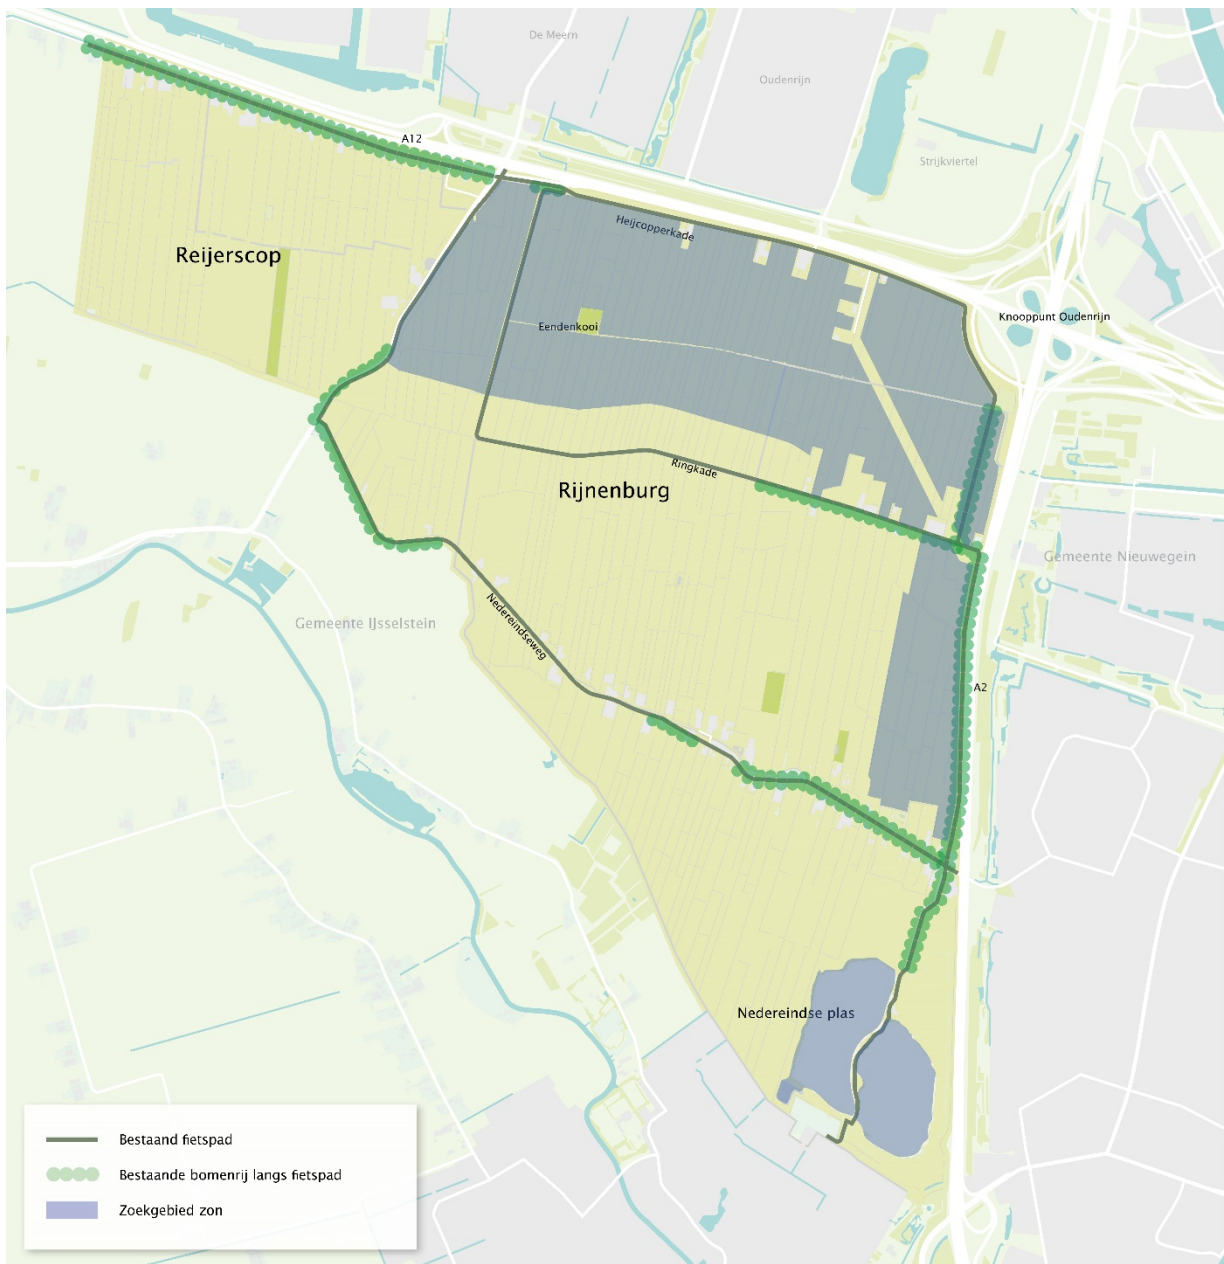 De Meern
Oudenrijn
A12
Strijkviertel
Heijcopperkade
Reijerscop
Knooppunt Oudenrijn
Eendenkooi
Ringkade
Rijnenburg
Gemeente Nieuwegein
Gemeente IJsselstein
Nedereindseweg
A2
Nedereindse plas
Bestaand fietspad
Bestaande bomenrij langs fietspad
Zoekgebied zon